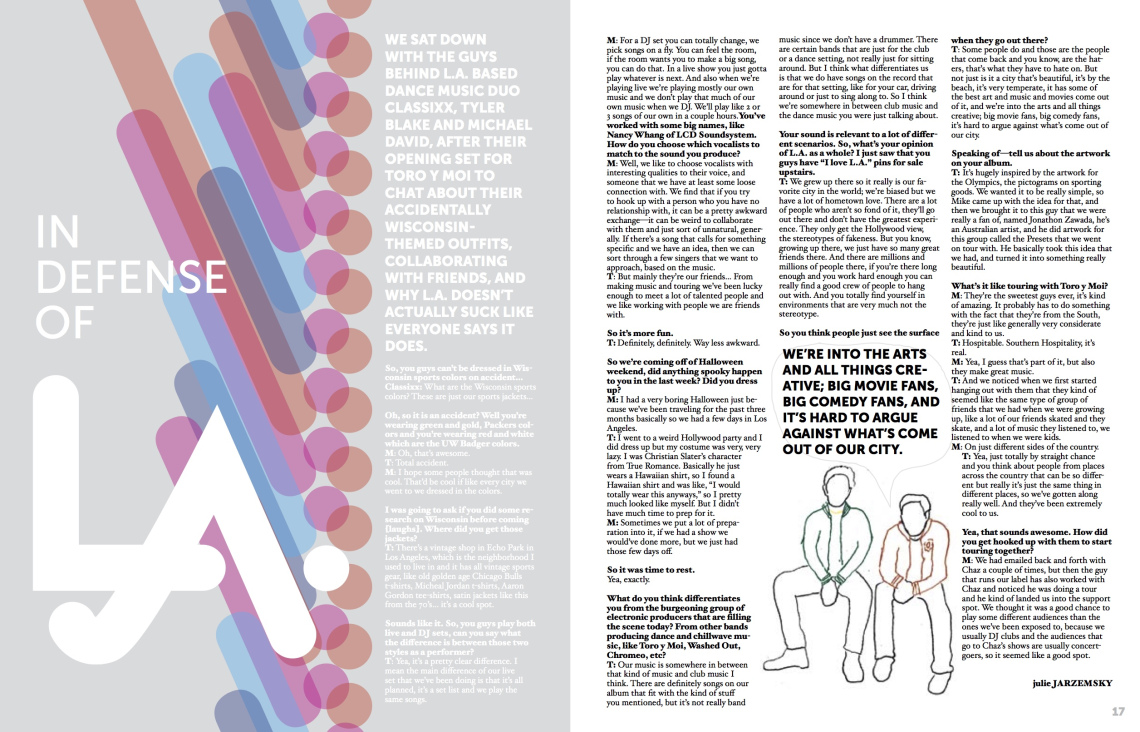 IN
DEFENSE
OF
L.A.
WE SAT DOWN
WITH THE GUYS
BEHIND L.A. BASED
DANCE MUSIC DUO
CLASSIXX, TYLER
BLAKE AND MICHAEL
DAVID, AFTER THEIR
OPENING SET FOR
TORO Y MOI TO
CHAT ABOUT THEIR
ACCIDENTALLY
WISCONSIN-
THEMED OUTFITS,
COLLABORATING
WITH FRIENDS, AND
WHY L.A. DOESN'T
ACTUALLY SUCK LIKE
EVERYONE SAYS IT
DOES.
So, you guys can't be dressed in Wis-
consin sports colors on accident...
Classixx: What are the Wisconsin sports
colors? These are just our sports jackets...
Oh, so it is an accident? Well you're
wearing green and gold, Packers col-
ors and you're wearing red and white
which are the UW Badger colors.
M: Oh, that's awesome.
T: Total accident.
M: I hope some people thought that was
cool. That'd be cool if like every city we
went to we dressed in the colors.
I was going to ask if you did some re-
search on Wisconsin before coming
[laughs]. Where did you get those
jackets?
T: There's a vintage shop in Echo Park in
Los Angeles, which is the neighborhood I
used to live in and it has all vintage sports
gear, like old golden age Chicago Bulls
t-shirts, Micheal Jordan t-shirts, Aaron
Gordon tee-shirts, satin jackets like this
from the 70's... it's a cool spot.
Sounds like it. So, you guys play both
live and DJ sets, can you say what
the difference is between those two
styles as a performer?
T: Yea, it's a pretty clear difference. I
mean the main difference of our live
set that we've been doing is that it's all
planned, it's a set list and we play the
same songs.
M: For a DJ set you can totally change, we
pick songs on a fly. You can feel the room,
if the room wants you to make a big song,
you can do that. In a live show you just gotta
play whatever is next. And also when we're
playing live we're playing mostly our own
music and we don't play that much of our
own music when we DJ. We'll play like 2 or
3 songs of our own in a couple hours.You've
worked with some big names, like
Nancy Whang of LCD Soundsystem.
How do you choose which vocalists to
match to the sound you produce?
M: Well, we like to choose vocalists with
interesting qualities to their voice, and
someone that we have at least some loose
connection with. We find that if you try
to hook up with a person who you have no
relationship with, it can be a pretty awkward
exchange—it can be weird to collaborate
with them and just sort of unnatural, gener-
ally. If there's a song that calls for something
specific and we have an idea, then we can
sort through a few singers that we want to
approach, based on the music.
T: But mainly they're our friends... From
making music and touring we've been lucky
enough to meet a lot of talented people and
we like working with people we are friends
with.
So it's more fun.
T: Definitely, definitely. Way less awkward.
So we're coming off of Halloween
weekend, did anything spooky happen
to you in the last week? Did you dress
up?
M: I had a very boring Halloween just be-
cause we've been traveling for the past three
months basically so we had a few days in Los
Angeles.
T: I went to a weird Hollywood party and I
did dress up but my costume was very, very
lazy. I was Christian Slater's character
from True Romance. Basically he just
wears a Hawaiian shirt, so I found a
Hawaiian shirt and was like, "I would
totally wear this anyways," so I pretty
much looked like myself. But I didn't
have much time to prep for it.
M: Sometimes we put a lot of prepa-
ration into it, if we had a show we
would've done more, but we just had
those few days off.
So it was time to rest.
Yea, exactly.
What do you think differentiates
you from the burgeoning group of
electronic producers that are filling
the scene today? From other bands
producing dance and chillwave mu-
sic, like Toro y Moi, Washed Out,
Chromeo, etc?
T: Our music is somewhere in between
that kind of music and club music I
think. There are definitely songs on our
album that fit with the kind of stuff
you mentioned, but it's not really band
music since we don't have a drummer. There
are certain bands that are just for the club
or a dance setting, not really just for sitting
around. But I think what differentiates us
is that we do have songs on the record that
are for that setting, like for your car, driving
around or just to sing along to. So I think
we're somewhere in between club music and
the dance music you were just talking about.
Your sound is relevant to a lot of differ-
ent scenarios. So, what's your opinion
of L.A. as a whole? I just saw that you
guys have "I love L.A." pins for sale
upstairs.
T: We grew up there so it really is our fa-
vorite city in the world; we're biased but we
have a lot of hometown love. There are a lot
of people who aren't so fond of it, they'll go
out there and don't have the greatest experi-
ence. They only get the Hollywood view,
the stereotypes of fakeness. But you know,
growing up there, we just have so many great
friends there. And there are millions and
millions of people there, if you're there long
enough and you work hard enough you can
really find a good crew of people to hang
out with. And you totally find yourself in
environments that are very much not the
stereotype.
So you think people just see the surface
when they go out there?
T: Some people do and those are the people
that come back and you know, are the hat-
ers, that's what they have to hate on. But
not just is it a city that's beautiful, it's by the
beach, it's very temperate, it has some of
the best art and music and movies come out
of it, and we're into the arts and all things
creative; big movie fans, big comedy fans,
it's hard to argue against what's come out of
our city.
Speaking of—tell us about the artwork
on your album.
T: It's hugely inspired by the artwork for
the Olympics, the pictograms on sporting
goods. We wanted it to be really simple, so
Mike came up with the idea for that, and
then we brought it to this guy that we were
really a fan of, named Jonathon Zawada, he's
an Australian artist, and he did artwork for
this group called the Presets that we went
on tour with. He basically took this idea that
we had, and turned it into something really
beautiful.
What's it like touring with Toro y Moi?
M: They're the sweetest guys ever, it's kind
of amazing. It probably has to do something
with the fact that they're from the South,
they're just like generally very considerate
and kind to us.
T: Hospitable. Southern Hospitality, it's
real.
M: Yea, I guess that's part of it, but also
they make great music.
T: And we noticed when we first started
hanging out with them that they kind of
seemed like the same type of group of
friends that we had when we were growing
up, like a lot of our friends skated and they
skate, and a lot of music they listened to, we
listened to when we were kids.
M: On just different sides of the country.
T: Yea, just totally by straight chance
and you think about people from places
across the country that can be so differ-
ent but really it's just the same thing in
different places, so we've gotten along
really well. And they've been extremely
cool to us.
Yea, that sounds awesome. How did
you get hooked up with them to start
touring together?
M: We had emailed back and forth with
Chaz a couple of times, but then the guy
that runs our label has also worked with
Chaz and noticed he was doing a tour
and he kind of landed us into the support
spot. We thought it was a good chance to
play some different audiences than the
ones we've been exposed to, because we
usually DJ clubs and the audiences that
go to Chaz's shows are usually concert-
goers, so it seemed like a good spot.
WE'RE INTO THE ARTS
AND ALL THINGS CRE-
ATIVE; BIG MOVIE FANS,
BIG COMEDY FANS, AND
IT'S HARD TO ARGUE
AGAINST WHAT'S COME
OUT OF OUR CITY.
julie JARZEMSKY
17